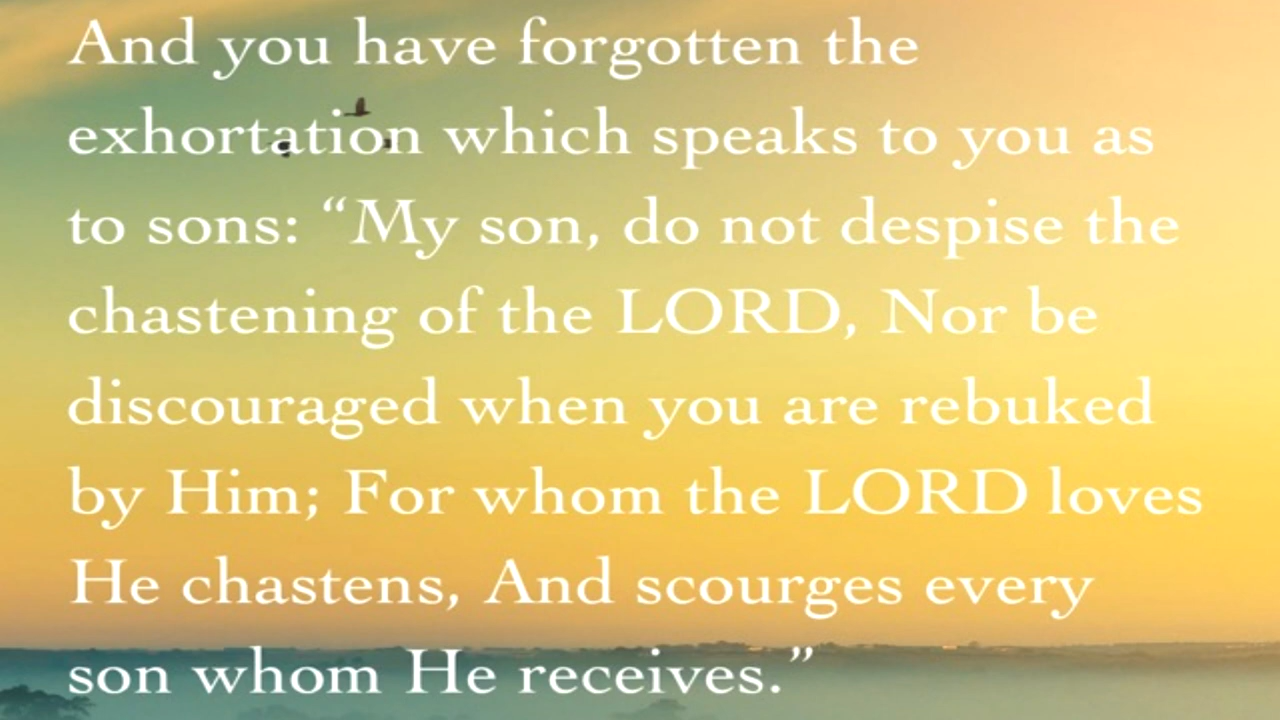 And you have forgotten the
exhortation which speaks to you as
to sons: “My son, do not despise the
chastening of the LORD, Nor be
discouraged when you are rebuked
by Him; For whom the LORD loves
He chastens, And scourges every
son whom He receives.”